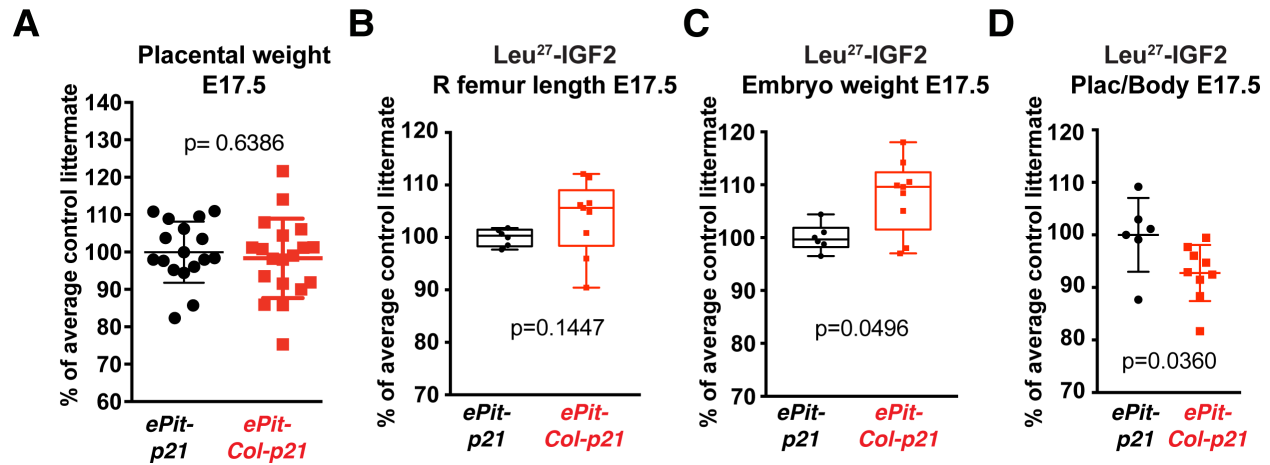 A
Placental weight
E17.5
% of average control littermate
140
130
120
110
100
90
80
70
60
p= 0.6386
ePit-
p21
ePit-
Col-p21
B
Leu27-IGF2
R femur length E17.5
% of average control littermate
120
110
100
90
80
70
p=0.1447
ePit-
p21
ePit-
Col-p21
C
Leu27-IGF2
Embryo weight E17.5
% of average control littermate
120
110
100
90
80
70
p=0.0496
ePit-
p21
ePit-
Col-p21
D
Leu27-IGF2
Plac/Body E17.5
% of average control littermate
120
110
100
90
80
70
p=0.0360
ePit-
p21
ePit-
Col-p21